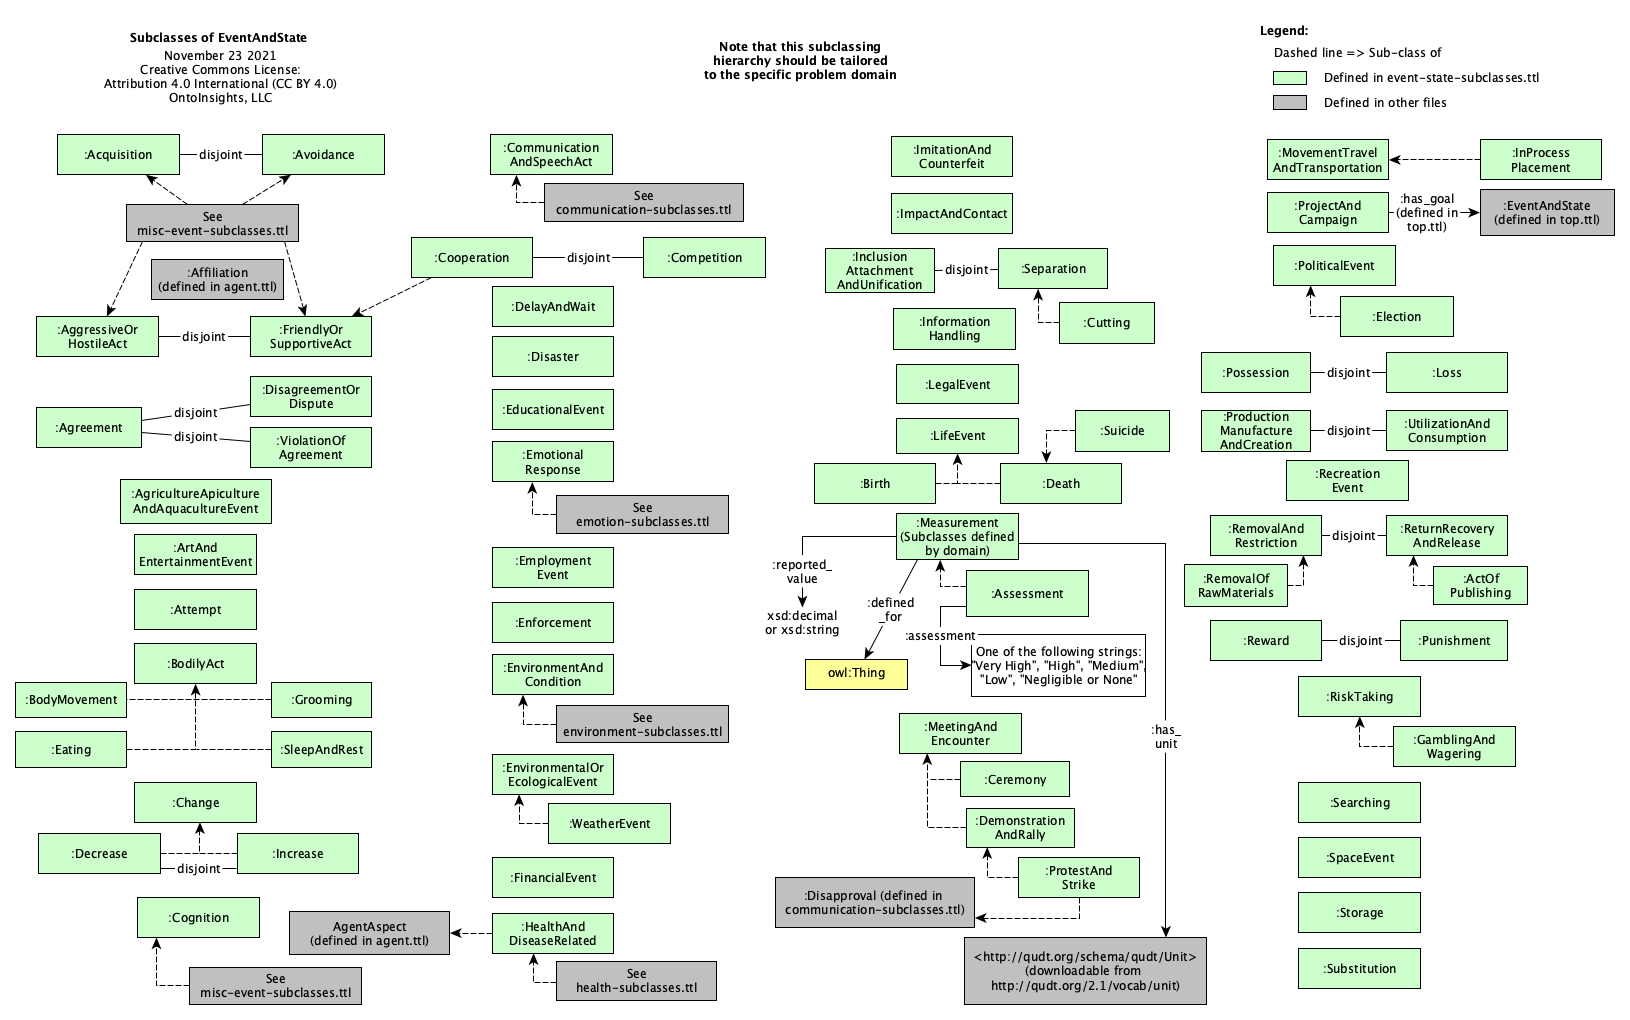 Subclasses of EventAndState
November 23 2021
Creative Commons License:
Attribution 4.0 International (CC BY 4.0)
OntoInsights, LLC
Note that this subclassing
hierarchy should be tailored
to the specific problem domain
Legend:
Dashed line => Sub-class of
Defined in event-state-subclasses.ttl
Defined in other files
:Acquisition
disjoint
:Avoidance
See
misc-event-subclasses.ttl
:Affiliation
(defined in agent.ttl)
:AggressiveOr
HostileAct
disjoint
:FriendlyOr
SupportiveAct
:Agreement
disjoint
disjoint
:DisagreementOr
Dispute
:ViolationOf
Agreement
:AgricultureApiculture
AndAquacultureEvent
:ArtAnd
EntertainmentEvent
:Attempt
:BodilyAct
:BodyMovement
:Grooming
:Eating
:SleepAndRest
:Change
:Decrease
disjoint
:Increase
:Cognition
See
misc-event-subclasses.ttl
:Communication
AndSpeechAct
See
communication-subclasses.ttl
:Cooperation
disjoint
:Competition
:DelayAndWait
:Disaster
:EducationalEvent
:Emotional
Response
See
emotion-subclasses.ttl
:Employment
Event
:Enforcement
:EnvironmentAnd
Condition
See
environment-subclasses.ttl
:EnvironmentalOr
EcologicalEvent
:WeatherEvent
:FinancialEvent
AgentAspect
(defined in agent.ttl)
:HealthAnd
DiseaseRelated
See
health-subclasses.ttl
:ImitationAnd
Counterfeit
:ImpactAndContact
:Inclusion
Attachment
AndUnification
disjoint
:Separation
:Cutting
:Information
Handling
:LegalEvent
:LifeEvent
:Suicide
:Birth
:Death
:Measurement
(Subclasses defined
by domain)
:reported_
value
xsd:decimal
or xsd:string
:defined
_for
owl:Thing
:Assessment
:assessment
One of the following strings:
"Very High", "High", "Medium",
"Low", "Negligible or None"
:has_
unit
:MeetingAnd
Encounter
:Ceremony
:Demonstration
AndRally
:ProtestAnd
Strike
:Disapproval (defined in
communication-subclasses.ttl)
<http://qudt.org/schema/qudt/Unit>
(downloadable from
http://qudt.org/2.1/vocab/unit)
:MovementTravel
AndTransportation
:InProcess
Placement
:ProjectAnd
Campaign
:has_goal
(defined in
top.ttl)
:EventAndState
(defined in top.ttl)
:PoliticalEvent
:Election
:Possession
disjoint
:Loss
:Production
Manufacture
AndCreation
disjoint
:UtilizationAnd
Consumption
:Recreation
Event
:RemovalAnd
Restriction
disjoint
:ReturnRecovery
AndRelease
:RemovalOf
RawMaterials
:ActOf
Publishing
:Reward
disjoint
:Punishment
:RiskTaking
:GamblingAnd
Wagering
:Searching
:SpaceEvent
:Storage
:Substitution